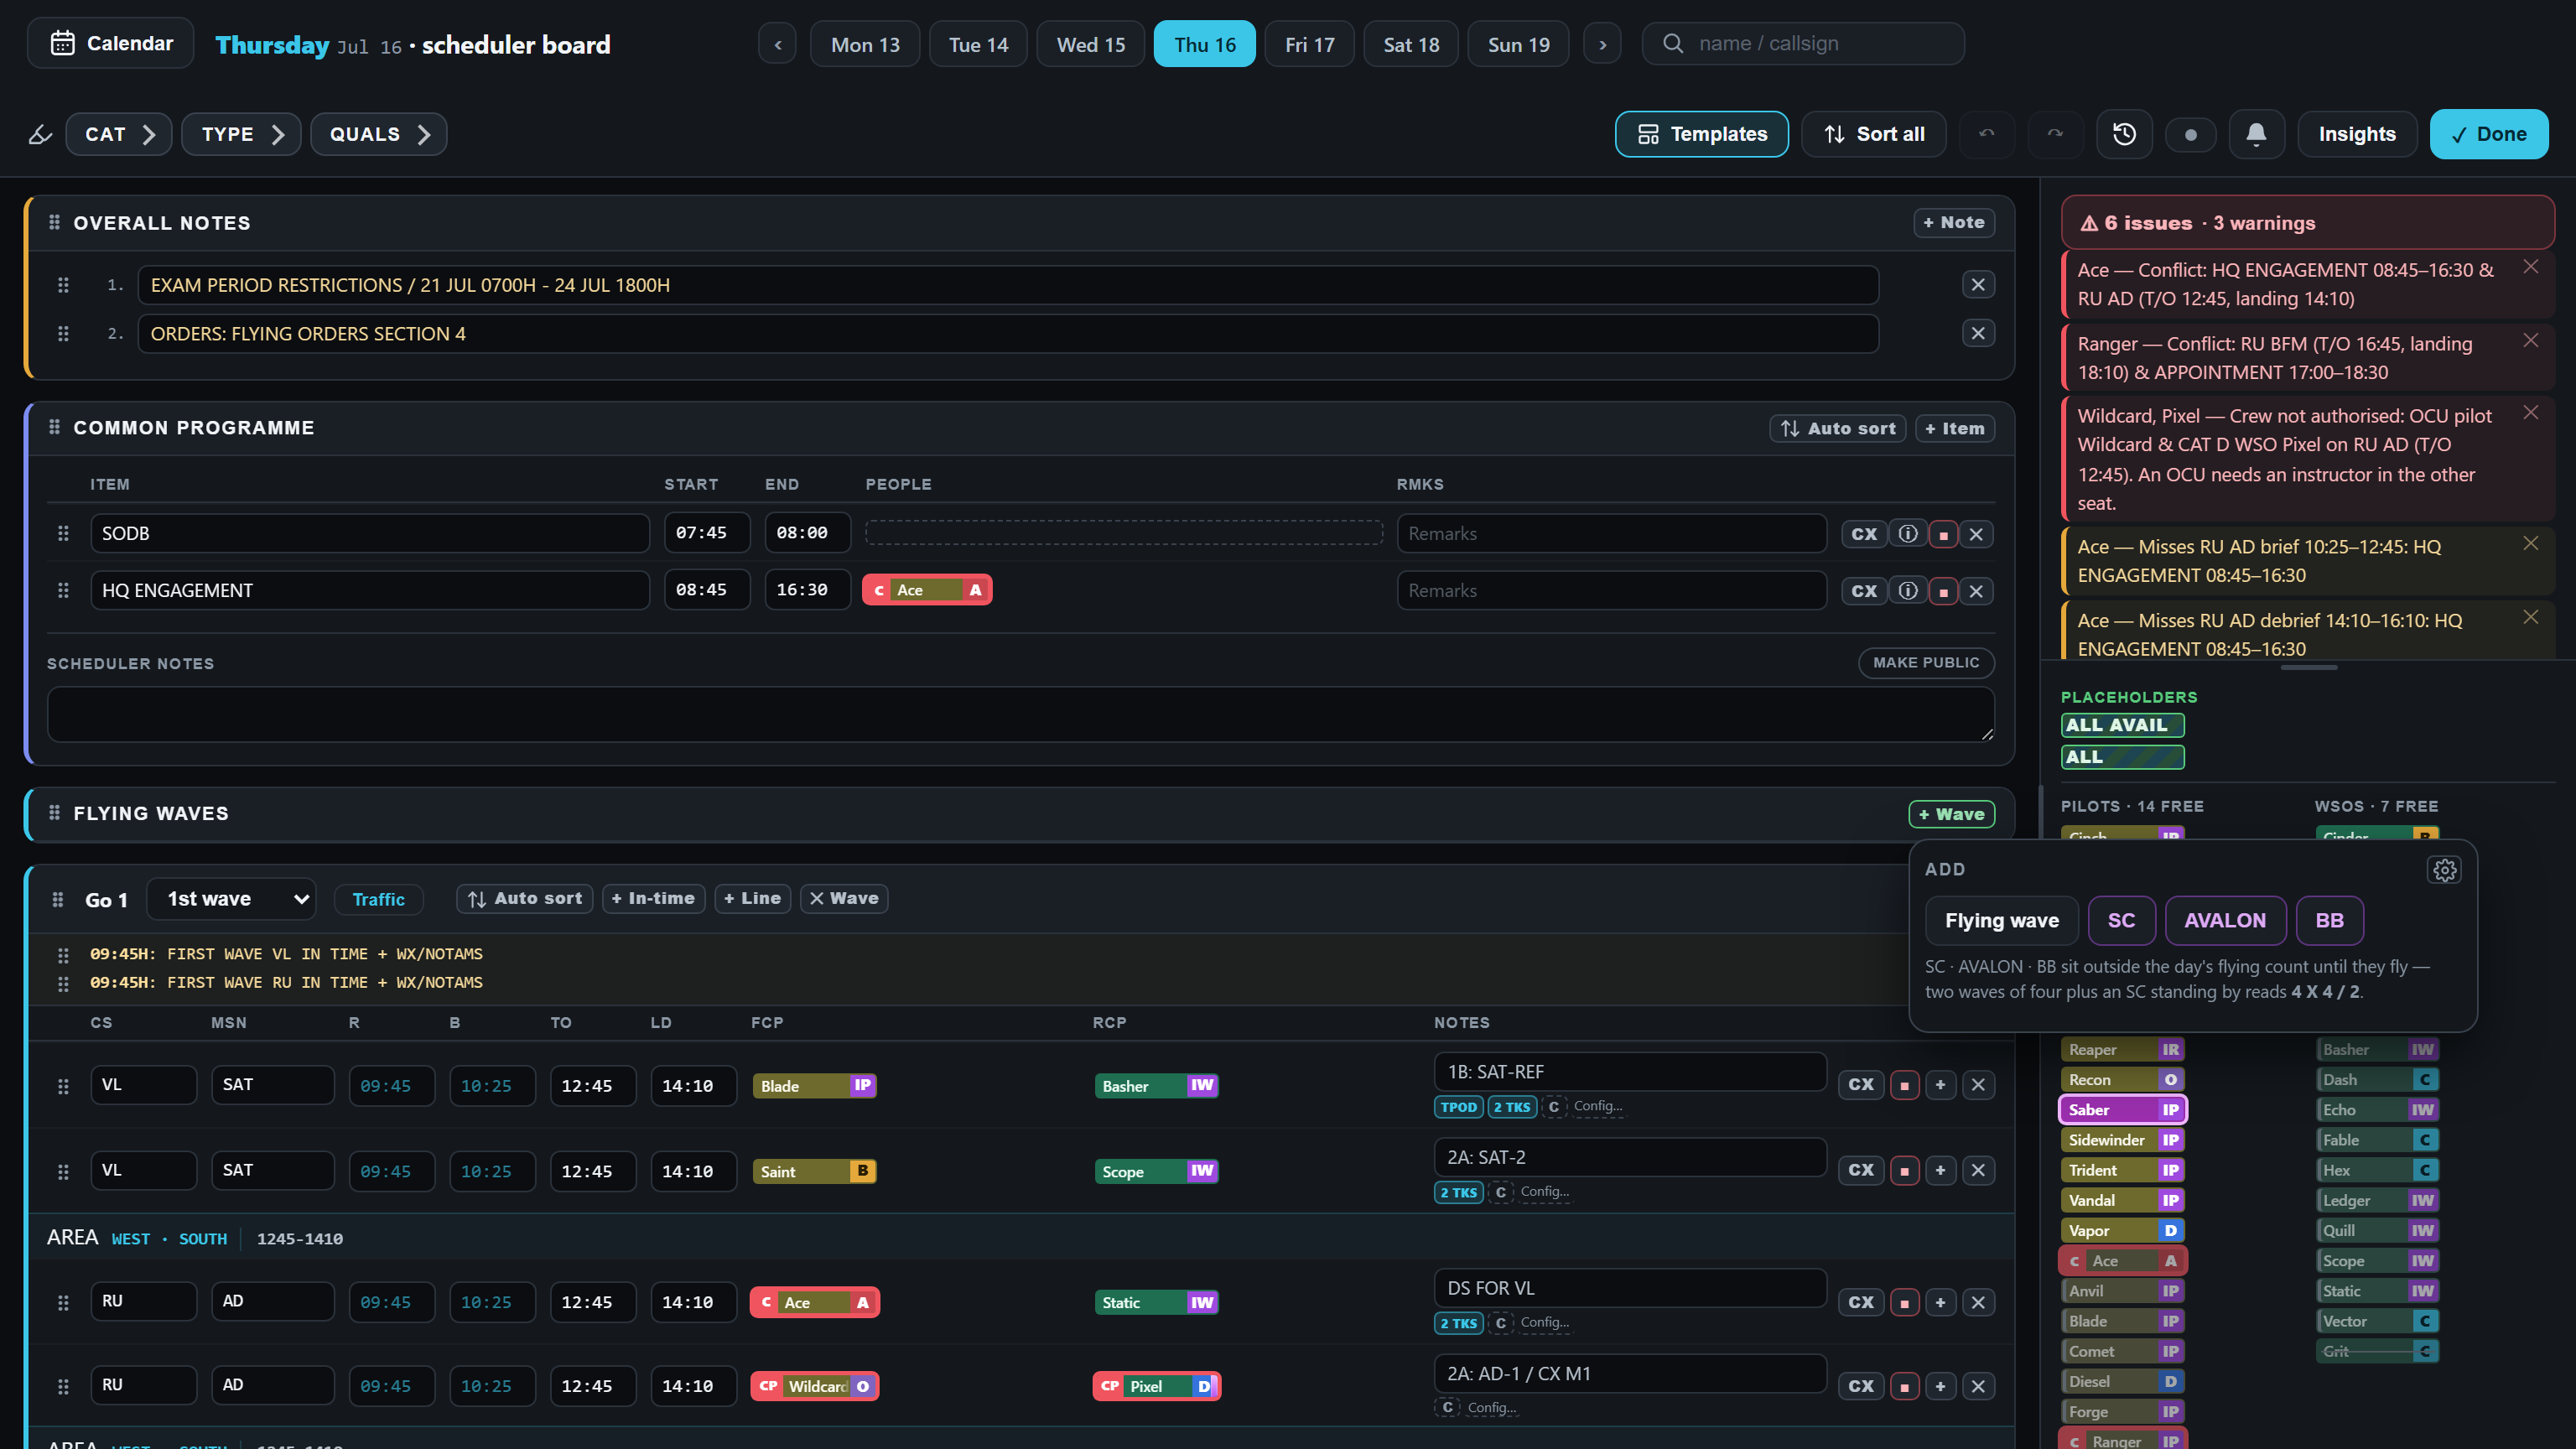 Calendar
Thursday Jul 16 · scheduler board
‹ Mon 13 Tue 14 Wed 15 Thu 16 Fri 17 Sat 18 Sun 19 ›
name / callsign
CAT TYPE QUALS
Templates Sort all Insights ✓ Done
OVERALL NOTES + Note
1. EXAM PERIOD RESTRICTIONS / 21 JUL 0700H - 24 JUL 1800H
2. ORDERS: FLYING ORDERS SECTION 4
COMMON PROGRAMME Auto sort + Item
ITEM START END PEOPLE RMKS
SODB 07:45 08:00 Remarks CX
HQ ENGAGEMENT 08:45 16:30 C Ace A Remarks CX
SCHEDULER NOTES MAKE PUBLIC
FLYING WAVES + Wave
Go 1 1st wave Traffic Auto sort + In-time + Line × Wave
09:45H: FIRST WAVE VL IN TIME + WX/NOTAMS
09:45H: FIRST WAVE RU IN TIME + WX/NOTAMS
CS MSN R B TO LD FCP RCP NOTES
VL SAT 09:45 10:25 12:45 14:10 Blade IP Basher IW 1B: SAT-REF CX
TPOD 2 TKS C Config...
VL SAT 09:45 10:25 12:45 14:10 Saint B Scope IW 2A: SAT-2 CX
2 TKS C Config...
AREA WEST · SOUTH 1245-1410
RU AD 09:45 10:25 12:45 14:10 C Ace A Static IW DS FOR VL CX
2 TKS C Config...
RU AD 09:45 10:25 12:45 14:10 CP Wildcard O CP Pixel D 2A: AD-1 / CX M1 CX
C Config...
AREA WEST · SOUTH 1245-1410
⚠ 6 issues · 3 warnings
Ace — Conflict: HQ ENGAGEMENT 08:45–16:30 &
RU AD (T/O 12:45, landing 14:10)
Ranger — Conflict: RU BFM (T/O 16:45, landing
18:10) & APPOINTMENT 17:00–18:30
Wildcard, Pixel — Crew not authorised: OCU pilot
Wildcard & CAT D WSO Pixel on RU AD (T/O
12:45). An OCU needs an instructor in the other
seat.
Ace — Misses RU AD brief 10:25–12:45: HQ
ENGAGEMENT 08:45–16:30
Ace — Misses RU AD debrief 14:10–16:10: HQ
ENGAGEMENT 08:45–16:30
PLACEHOLDERS
ALL AVAIL
ALL
PILOTS · 14 FREE WSOS · 7 FREE
Cinch IP Cinder B
ADD
Flying wave SC AVALON BB
SC · AVALON · BB sit outside the day's flying count until they fly —
two waves of four plus an SC standing by reads 4 X 4 / 2.
Reaper IR Basher IW
Recon O Dash C
Saber IP Echo IW
Sidewinder IP Fable C
Trident IP Hex C
Vandal IP Ledger IW
Vapor D Quill IW
C Ace A Scope IW
Anvil IP Static IW
Blade IP Vector C
Comet IP Grit C
Diesel D
Forge IP
C Ranger IP